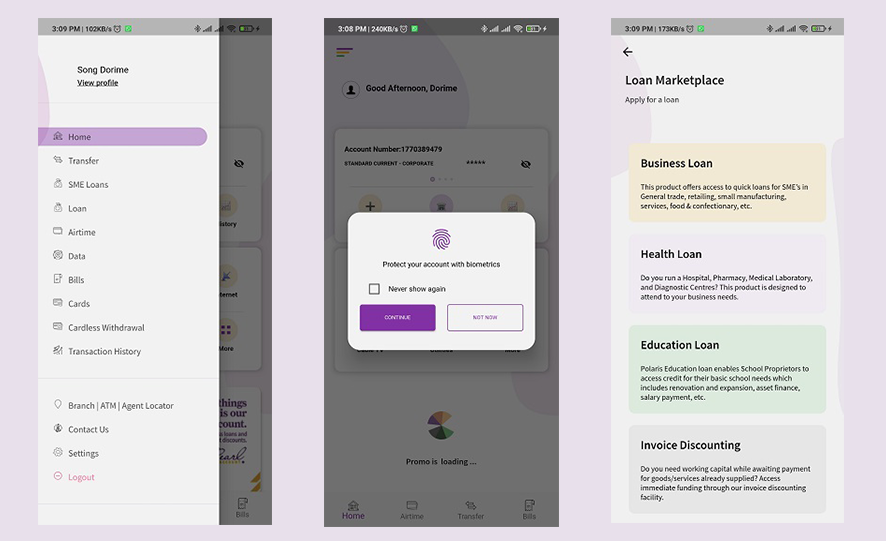 3:09 PM | 102KB/s
Song Dorime
View profile
Home
Transfer
SME Loans
Loan
Airtime
Data
Bills
Cards
Cardless Withdrawal
Transaction History
Branch | ATM | Agent Locator
Contact Us
Settings
Logout
More
Bills
3:08 PM | 240KB/s
Good Afternoon, Dorime
Account Number:1770389479
STANDARD CURRENT - CORPORATE *****
Protect your account with biometrics
Never show again
CONTINUE NOT NOW
Promo is loading ...
Home Airtime Transfer Bills
3:09 PM | 173KB/s
Loan Marketplace
Apply for a loan
Business Loan
This product offers access to quick loans for SME's in
General trade, retailing, small manufacturing,
services, food & confectionary, etc.
Health Loan
Do you run a Hospital, Pharmacy, Medical Laboratory,
and Diagnostic Centres? This product is designed to
attend to your business needs.
Education Loan
Polaris Education loan enables School Proprietors to
access credit for their basic school needs which
includes renovation and expansion, asset finance,
salary payment, etc.
Invoice Discounting
Do you need working capital while awaiting payment
for goods/services already supplied? Access
immediate funding through our invoice discounting
facility.